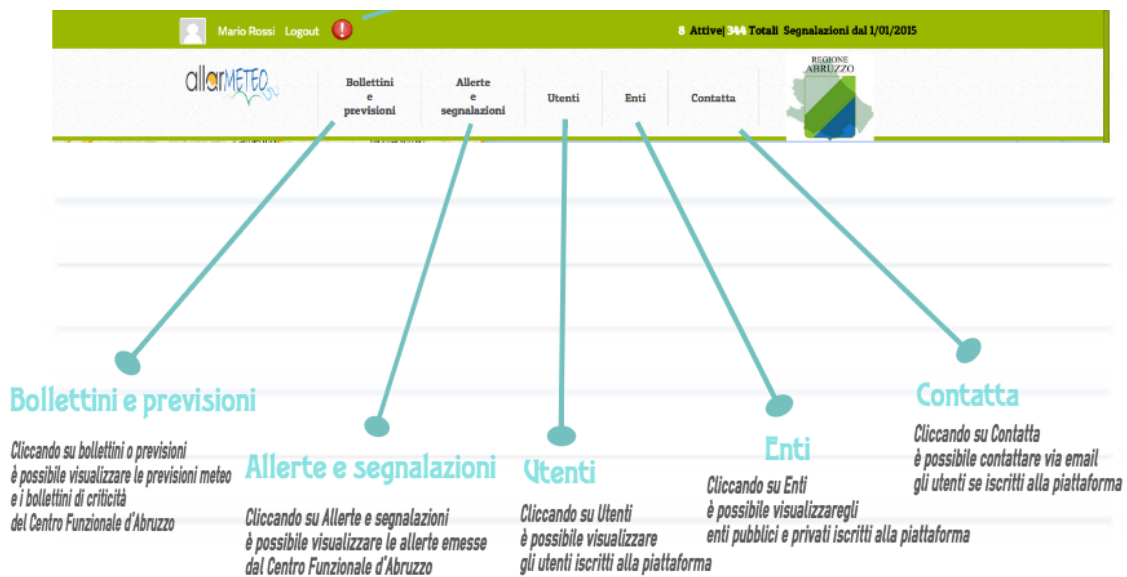 Mario Rossi Logout
8 Attive| 344 Totali Segnalazioni dal 1/01/2015
allarMETEO
Bollettini
e
previsioni
Allerte
e
segnalazioni
Utenti
Enti
Contatta
REGIONE
ABRUZZO
Bollettini e previsioni
Cliccando su bollettini o previsioni
è possibile visualizzare le previsioni meteo
e i bollettini di criticità
del Centro Funzionale d'Abruzzo
Allerte e segnalazioni
Cliccando su Allerte e segnalazioni
è possibile visualizzare le allerte emesse
dal Centro Funzionale d'Abruzzo
Utenti
Cliccando su Utenti
è possibile visualizzare
gli utenti iscritti alla piattaforma
Enti
Cliccando su Enti
è possibile visualizzaregli
enti pubblici e privati iscritti alla piattaforma
Contatta
Cliccando su Contatta
è possibile contattare via email
gli utenti se iscritti alla piattaforma